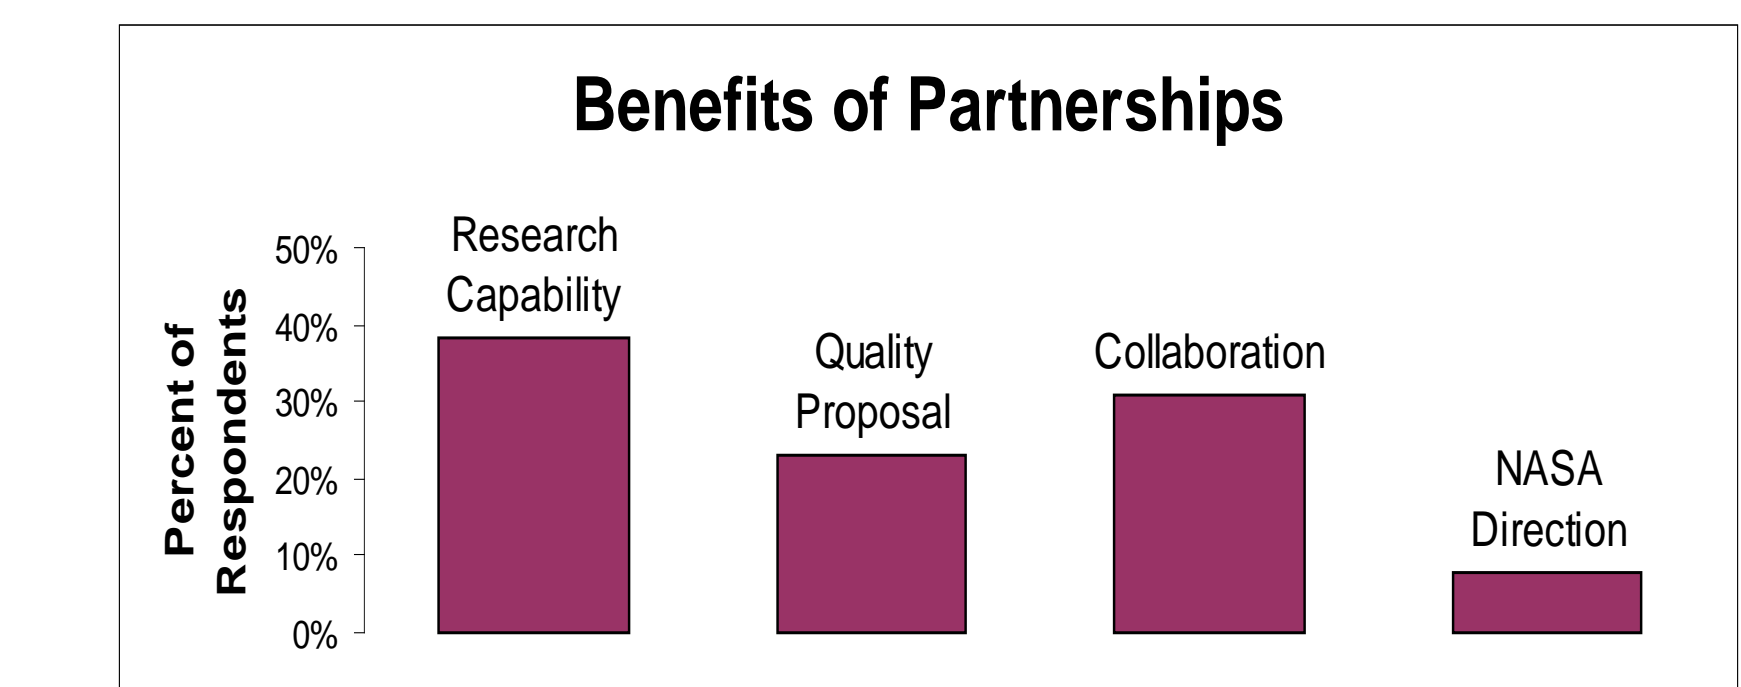 Benefits of Partnerships
Percent of
Respondents
50%
40%
30%
20%
10%
0%
Research
Capability
Quality
Proposal
Collaboration
NASA
Direction